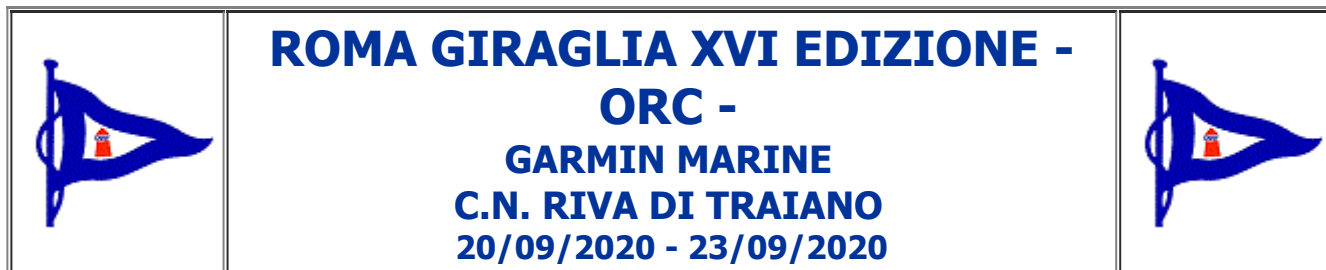 ROMA GIRAGLIA XVI EDIZIONE -
ORC -
GARMIN MARINE
C.N. RIVA DI TRAIANO
20/09/2020 - 23/09/2020